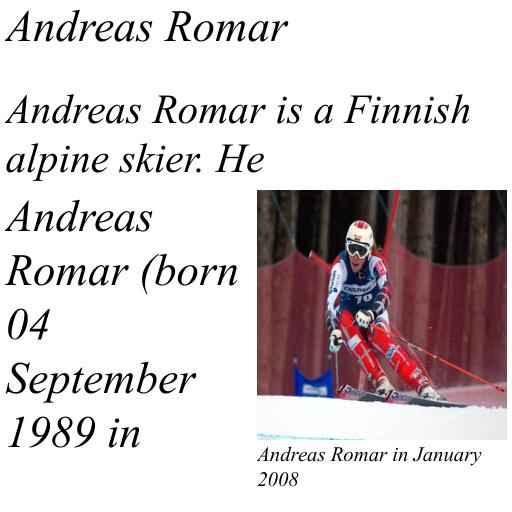 Andreas Romar
Andreas Romar is a Finnish
alpine skier. He
Andreas
Romar (born
04
September
1989 in
70
Andreas Romar in January
2008